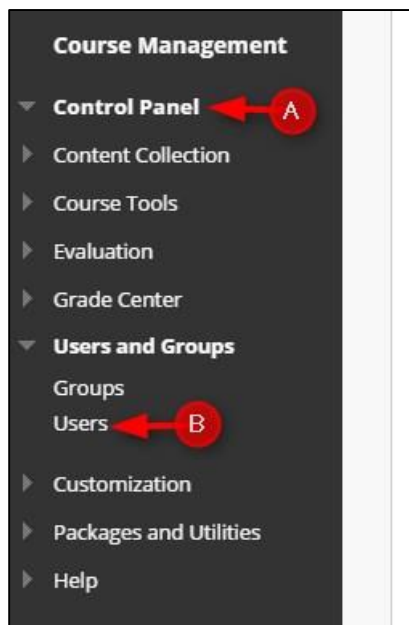 Course Management
Control Panel A
Content Collection
Course Tools
Evaluation
Grade Center
Users and Groups
Groups
Users B
Customization
Packages and Utilities
Help